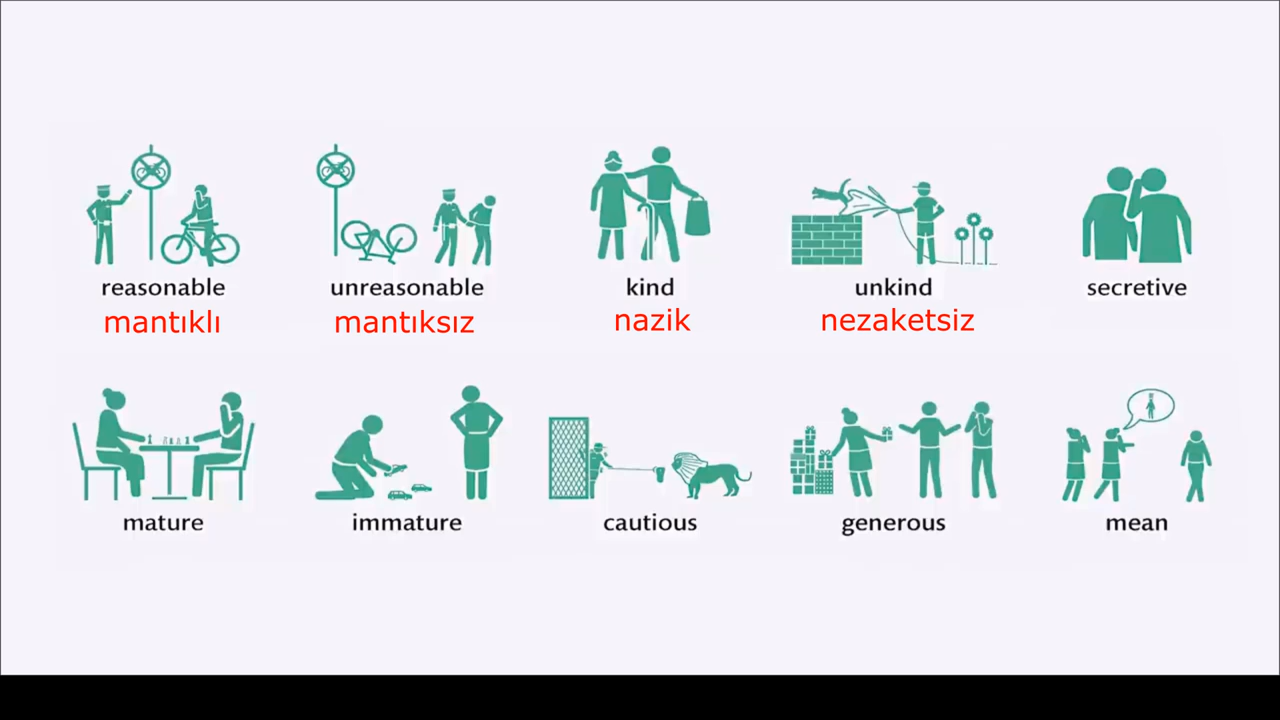 reasonable unreasonable kind unkind secretive
mantıklı mantıksız nazik nezaketsiz
mature immature cautious generous mean